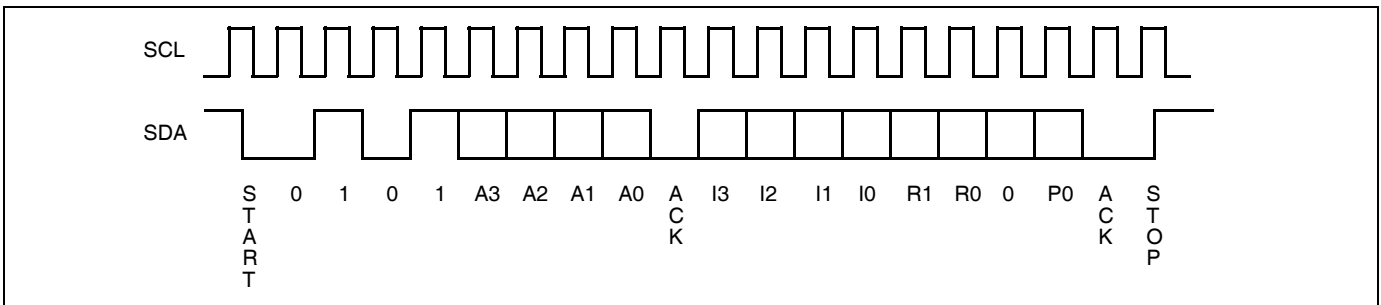 SCL
SDA
START 0 1 0 1 A3 A2 A1 A0 ACK I3 I2 I1 I0 R1 R0 0 P0 ACK STOP